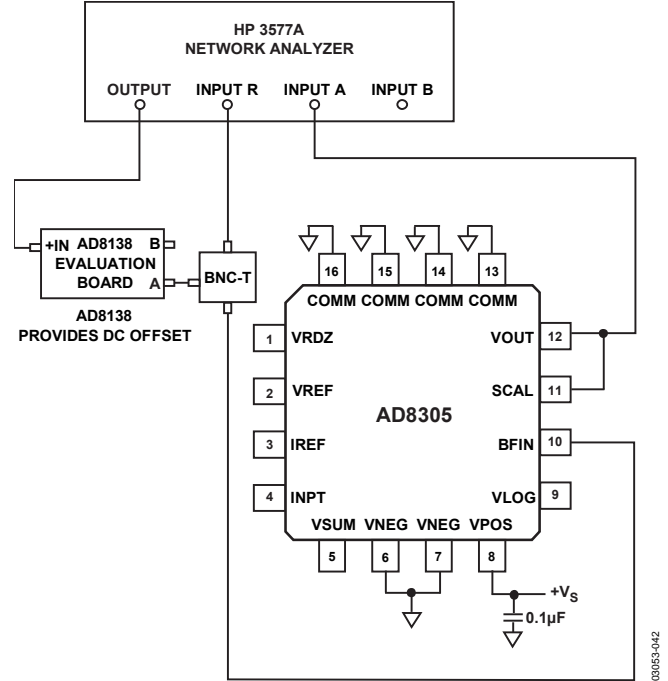 HP 3577A
NETWORK ANALYZER
OUTPUT INPUT R INPUT A INPUT B
+IN AD8138 B
EVALUATION
BOARD A
BNC-T
AD8138
PROVIDES DC OFFSET
16 15 14 13
COMM COMM COMM COMM
1 VRDZ
VOUT 12
2 VREF
SCAL 11
AD8305
3 IREF
BFIN 10
4 INPT
VLOG 9
VSUM VNEG VNEG VPOS
5 6 7 8
+VS
0.1µF
03053-042